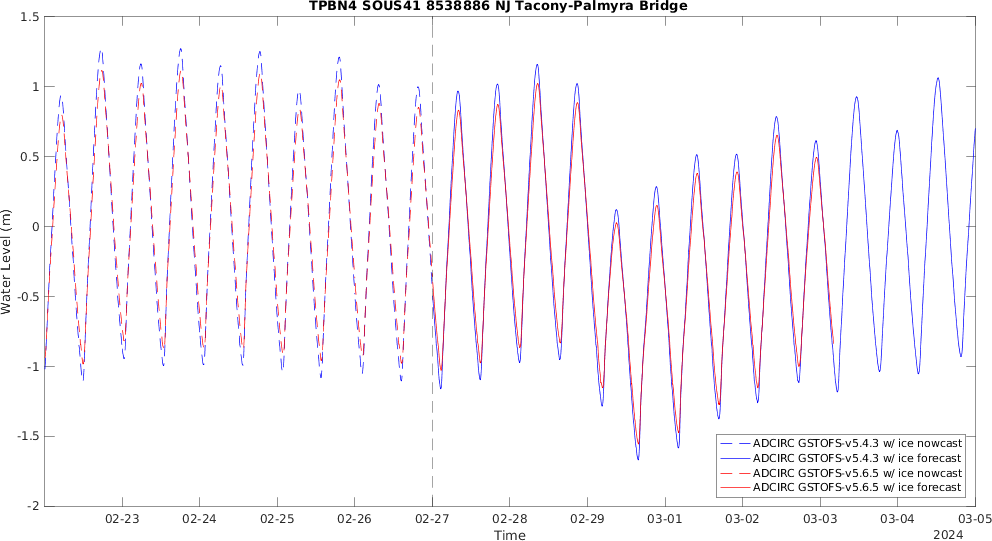 TPBN4 SOUS41 8538886 NJ Tacony-Palmyra Bridge
1.5
1
0.5
0
-0.5
-1
-1.5
-2
Water Level (m)
ADCIRC GSTOFS-v5.4.3 w/ ice nowcast
ADCIRC GSTOFS-v5.4.3 w/ ice forecast
ADCIRC GSTOFS-v5.6.5 w/ ice nowcast
ADCIRC GSTOFS-v5.6.5 w/ ice forecast
02-23 02-24 02-25 02-26 02-27 02-28 02-29 03-01 03-02 03-03 03-04 03-05
Time
2024